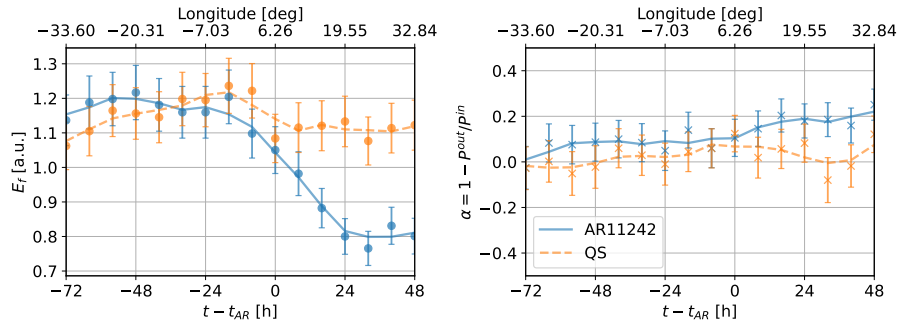 Longitude [deg]
−33.60 −20.31 −7.03 6.26 19.55 32.84
1.3
1.2
1.1
1.0
0.9
0.8
0.7
E_f [a.u.]
−72 −48 −24 0 24 48
t − t_AR [h]
Longitude [deg]
−33.60 −20.31 −7.03 6.26 19.55 32.84
0.4
0.2
0.0
−0.2
−0.4
α = 1 − P^out/P^in
AR11242
QS
−72 −48 −24 0 24 48
t − t_AR [h]